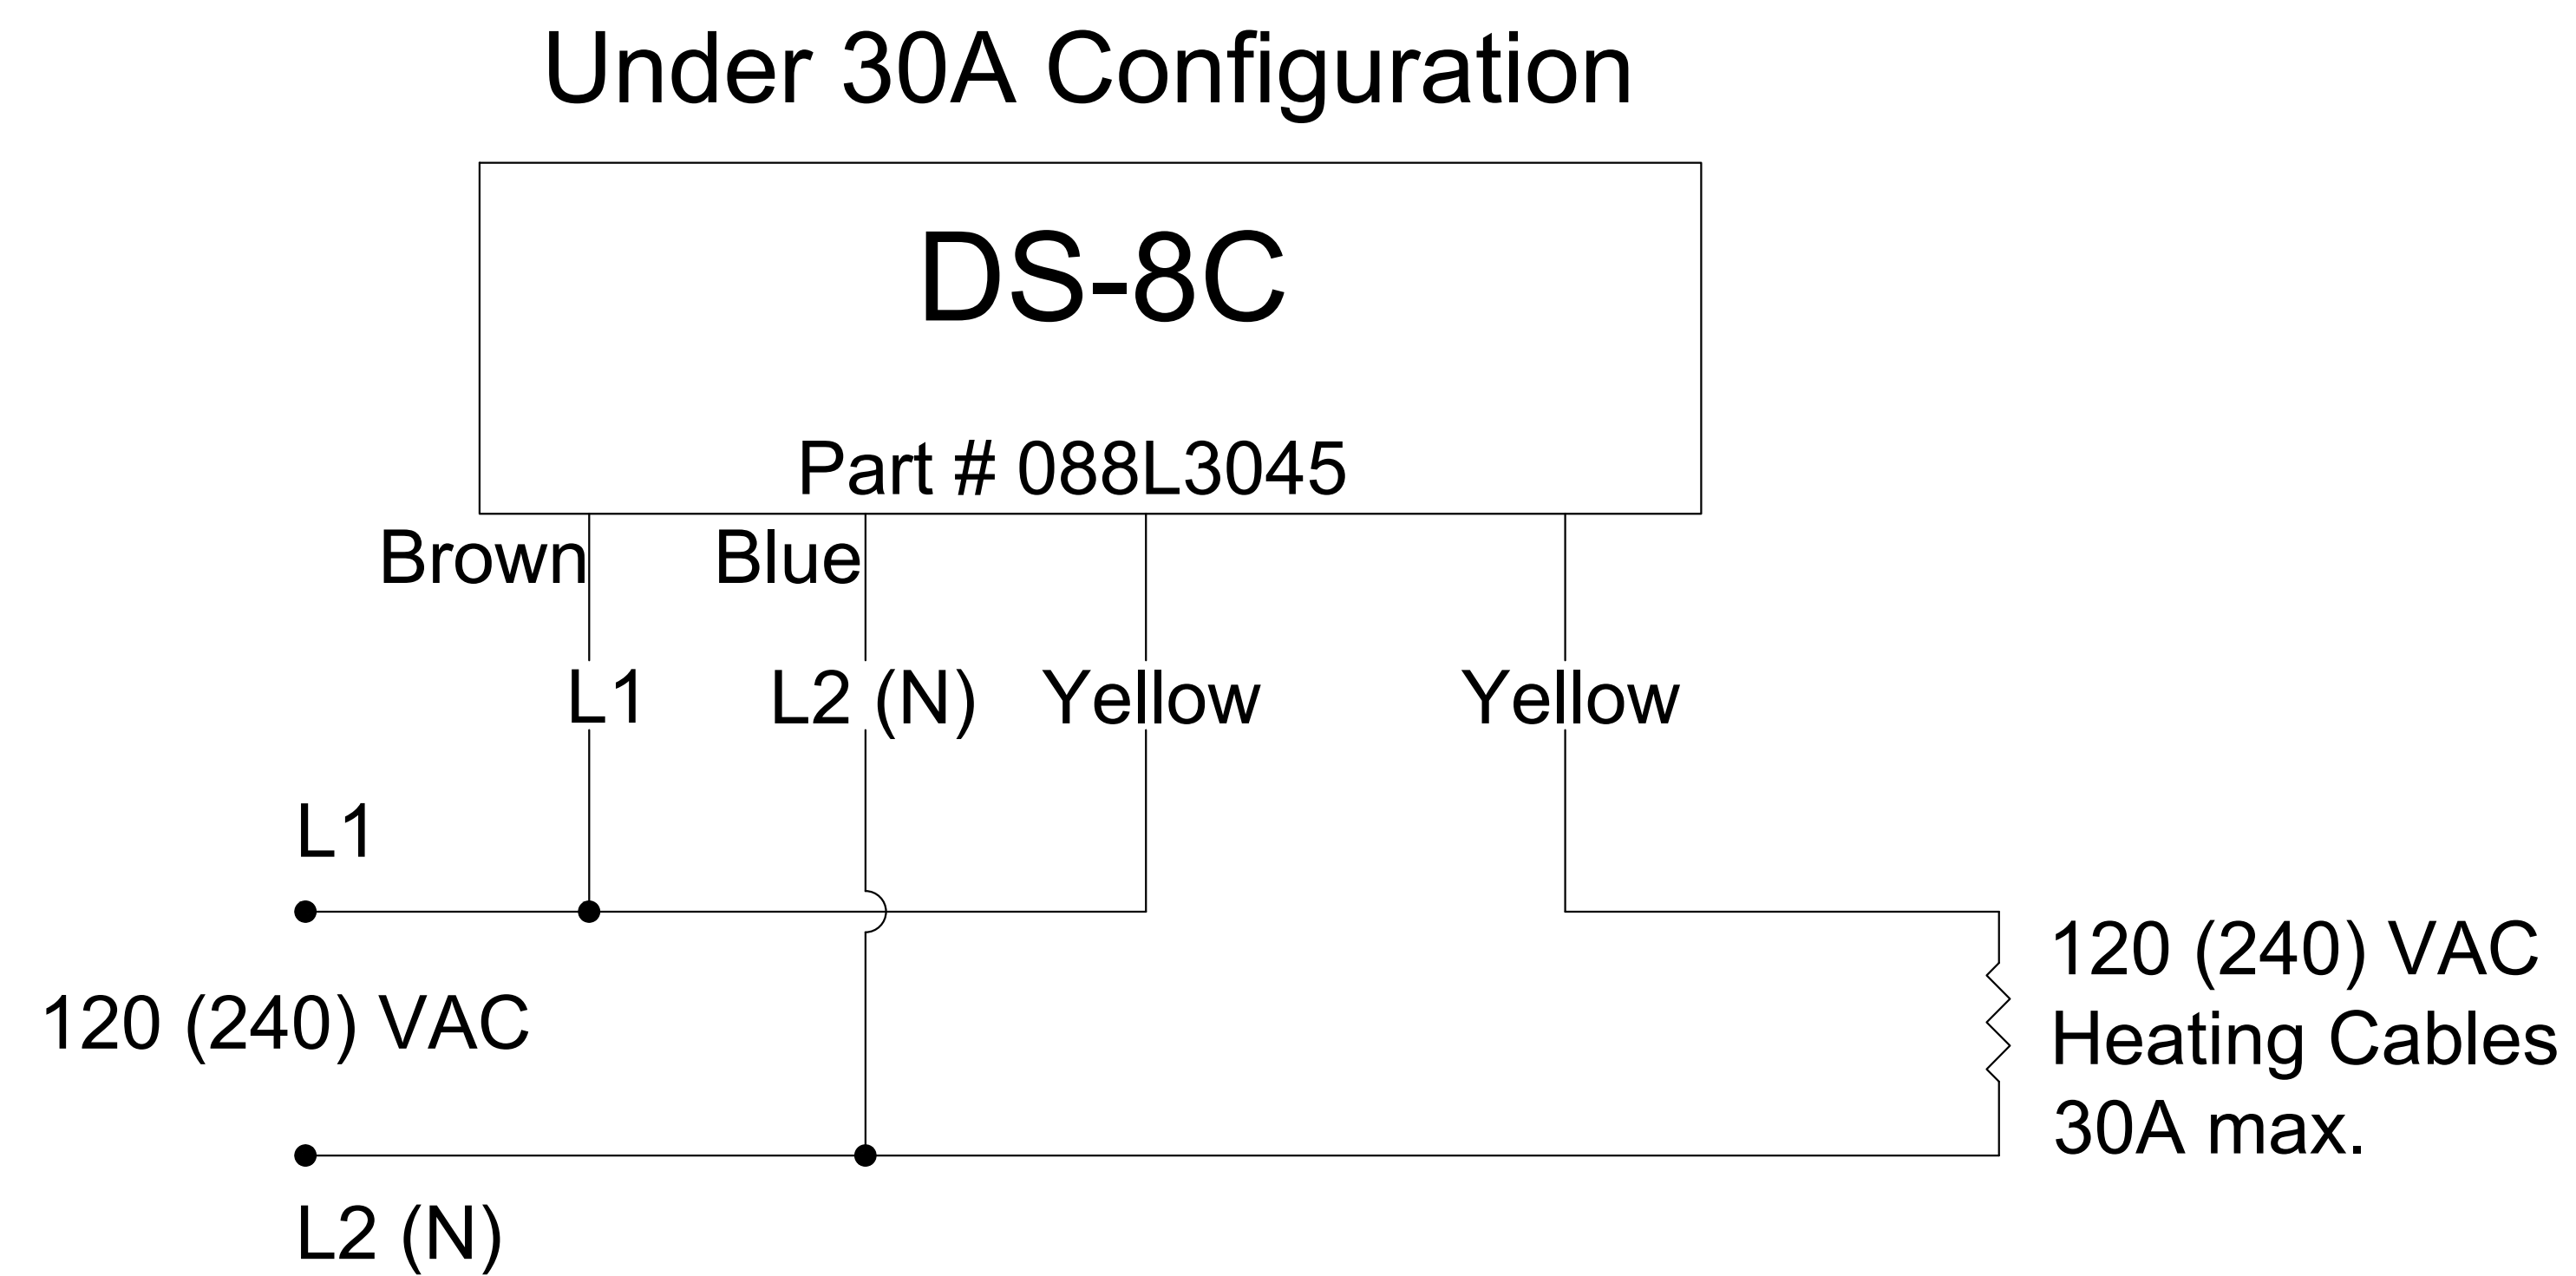 Under 30A Configuration
DS-8C
Part # 088L3045
Brown
Blue
L1
L2 (N)
Yellow
Yellow
L1
120 (240) VAC
L2 (N)
120 (240) VAC
Heating Cables
30A max.